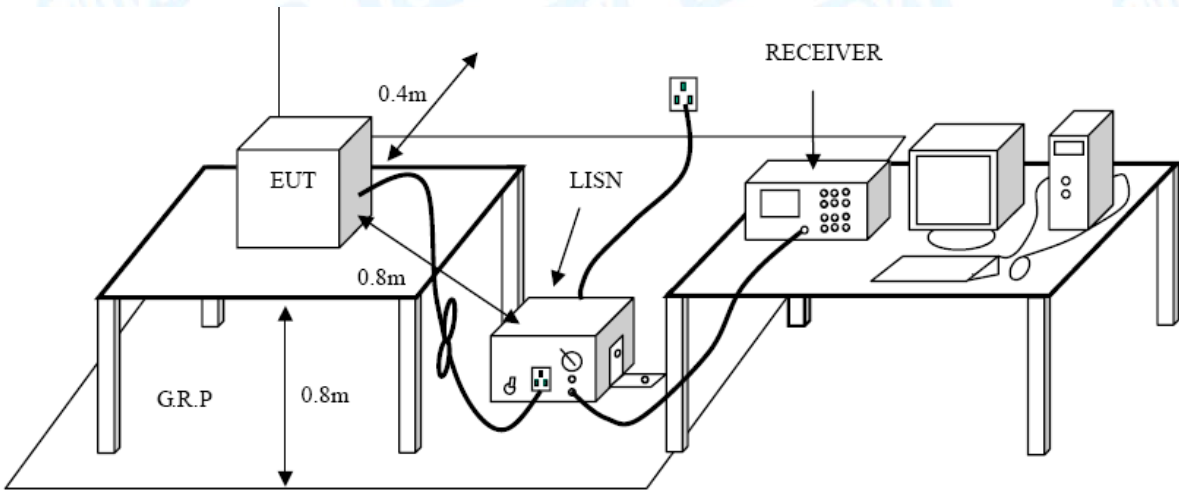 RECEIVER
0.4m
EUT
LISN
0.8m
G.R.P
0.8m